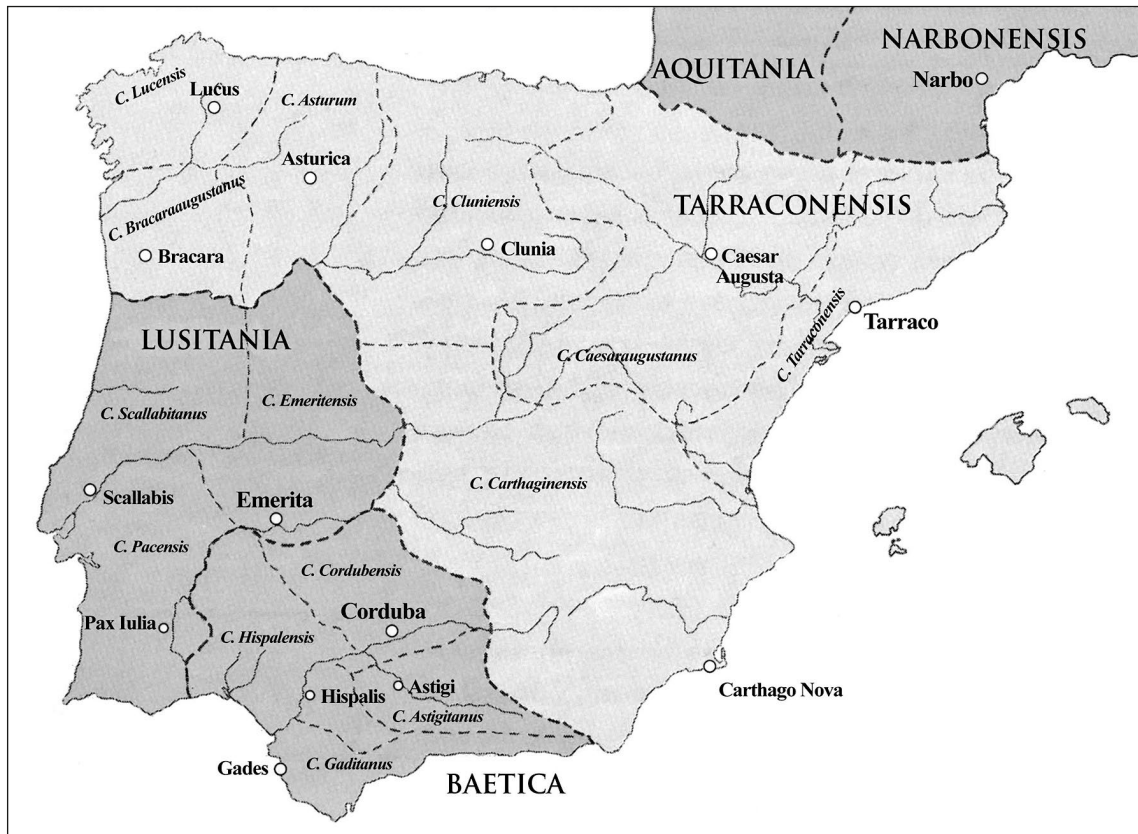 NARBONENSIS
AQUITANIA
Narbo
C. Lucensis
Lucus
C. Asturum
Asturica
C. Bracaraaugustanus
C. Cluniensis
TARRACONENSIS
Bracara
Clunia
Caesar
Augusta
LUSITANIA
Tarraco
C. Tarraconensis
C. Caesaraugustanus
C. Scallabitanus
C. Emeritensis
C. Carthaginensis
Scallabis
Emerita
C. Pacensis
C. Cordubensis
Pax Iulia
C. Hispalensis
Corduba
Carthago Nova
Hispalis
Astigi
C. Astigitanus
Gades
C. Gaditanus
BAETICA